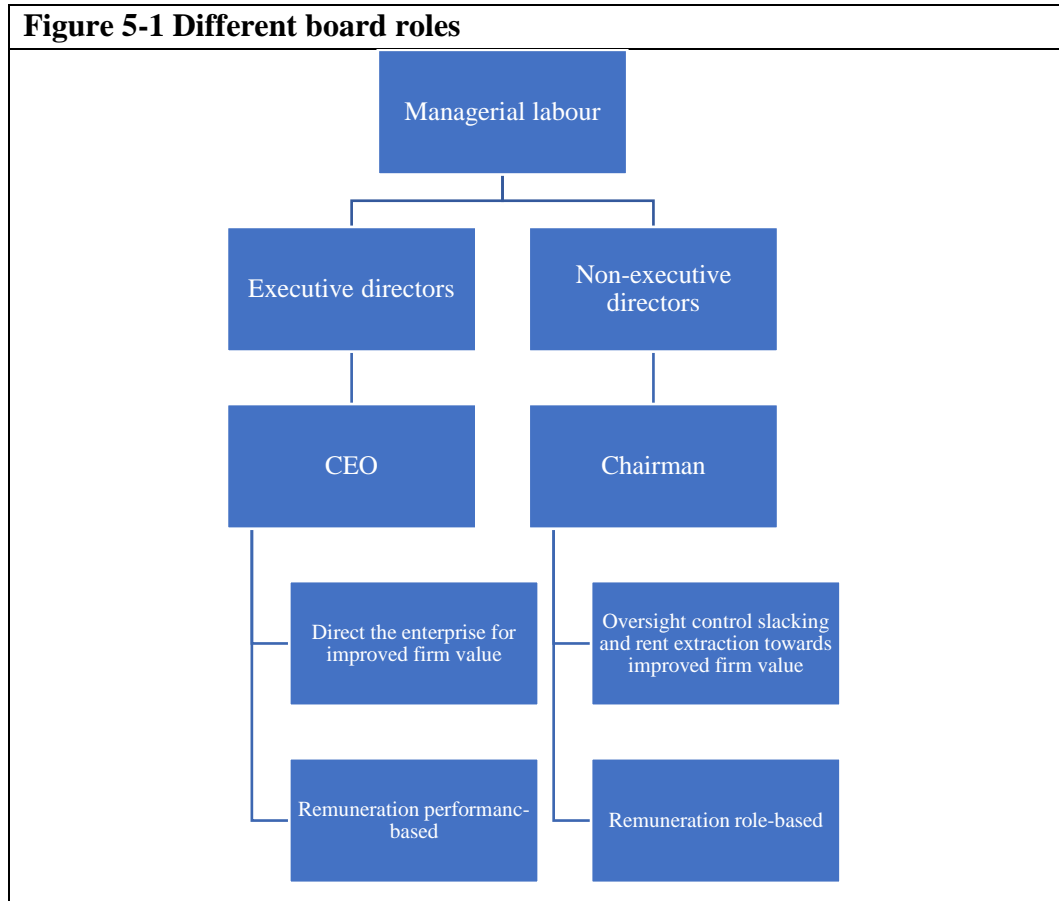 Figure 5-1 Different board roles
Managerial labour
Executive directors
Non-executive
directors
CEO
Chairman
Direct the enterprise for
improved firm value
Oversight control slacking
and rent extraction towards
improved firm value
Remuneration performanc-
based
Remuneration role-based